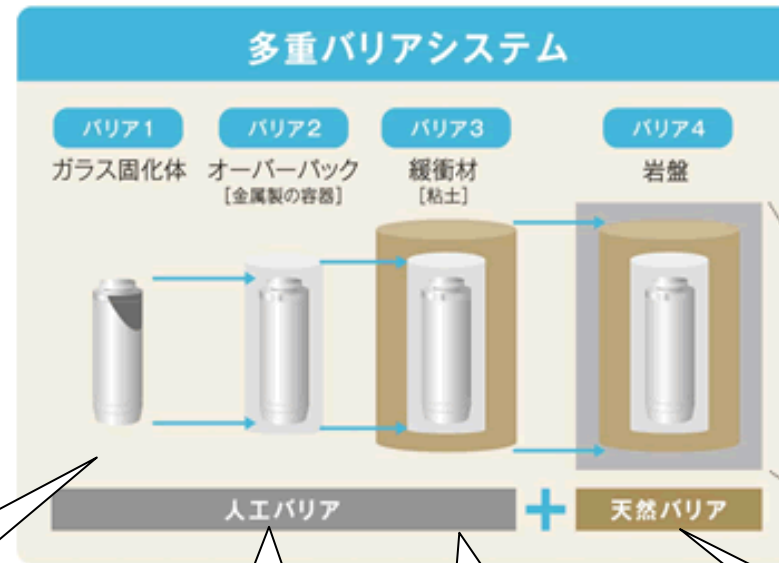 多重バリアシステム
バリア1
バリア2
バリア3
バリア4
ガラス固化体
オーバーパック
[金属製の容器]
緩衝材
[粘土]
岩盤
人工バリア
+
天然バリア